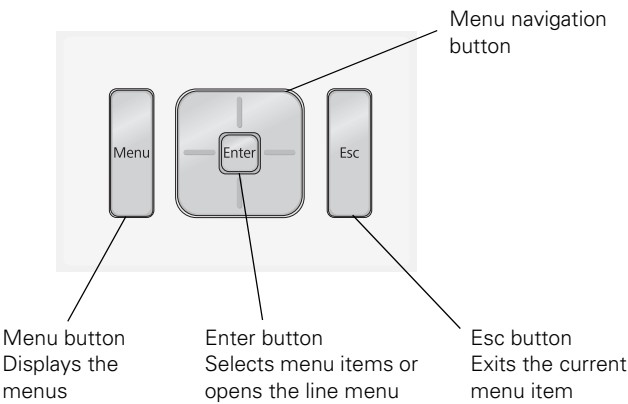 Menu navigation
button
Menu
Enter
Esc
Menu button
Displays the
menus
Enter button
Selects menu items or
opens the line menu
Esc button
Exits the current
menu item